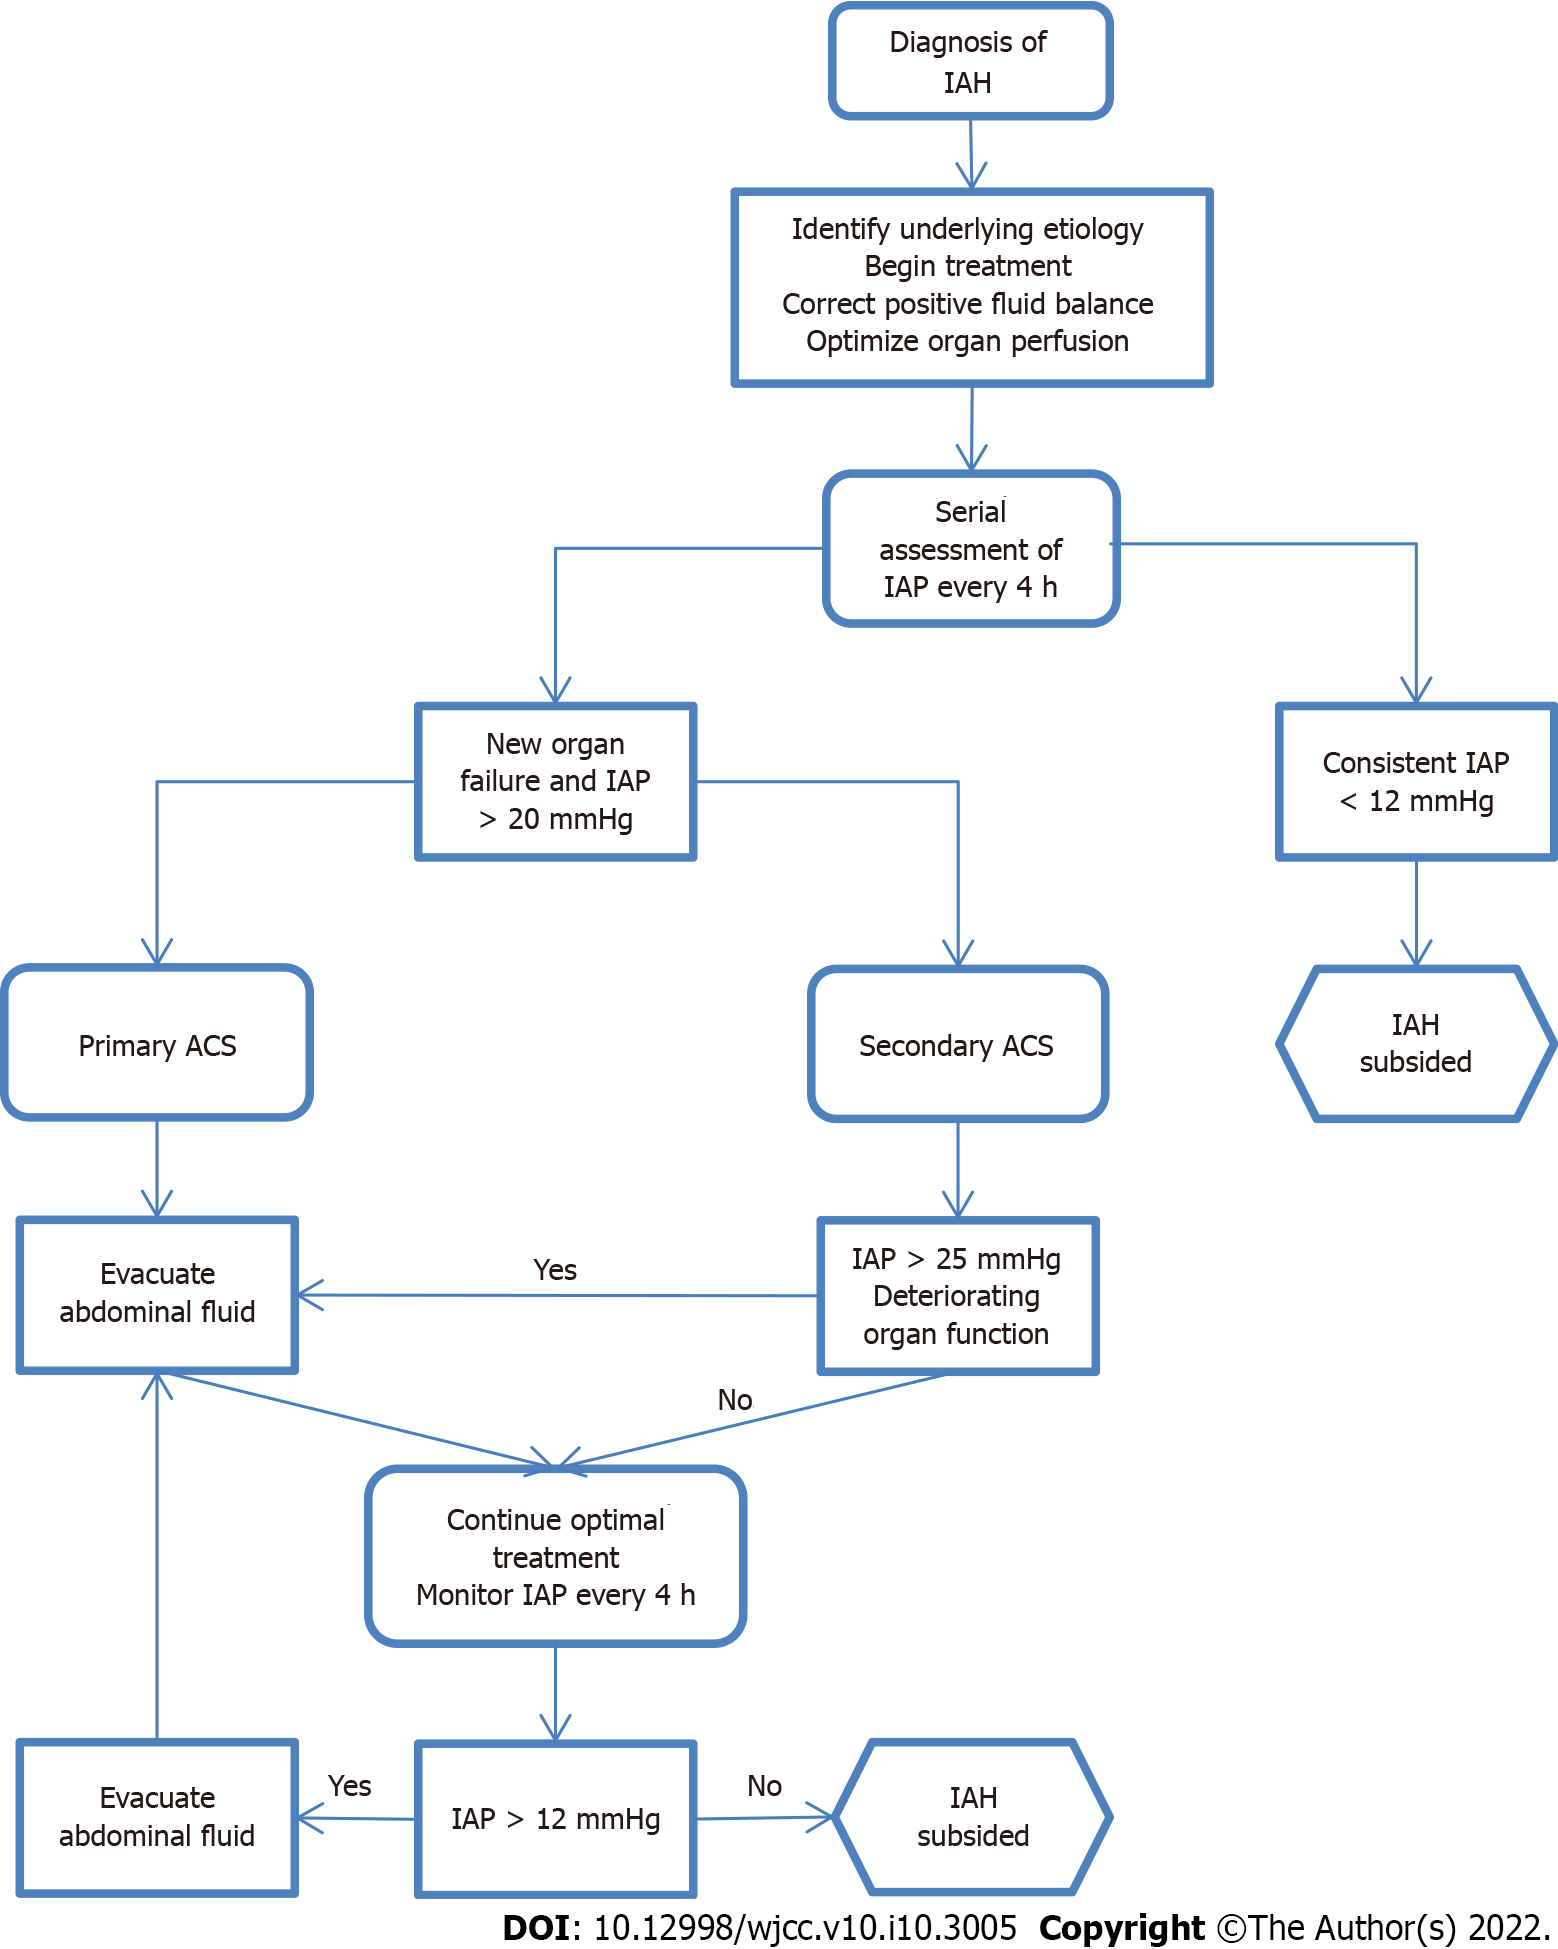 Diagnosis of
IAH
Identify underlying etiology
Begin treatment
Correct positive fluid balance
Optimize organ perfusion
Serial
assessment of
IAP every 4 h
New organ
failure and IAP
> 20 mmHg
Consistent IAP
< 12 mmHg
Primary ACS
Secondary ACS
IAH
subsided
Evacuate
abdominal fluid
Yes
IAP > 25 mmHg
Deteriorating
organ function
No
Continue optimal
treatment
Monitor IAP every 4 h
Evacuate
abdominal fluid
Yes
IAP > 12 mmHg
No
IAH
subsided
DOI: 10.12998/wjcc.v10.i10.3005 Copyright ©The Author(s) 2022.